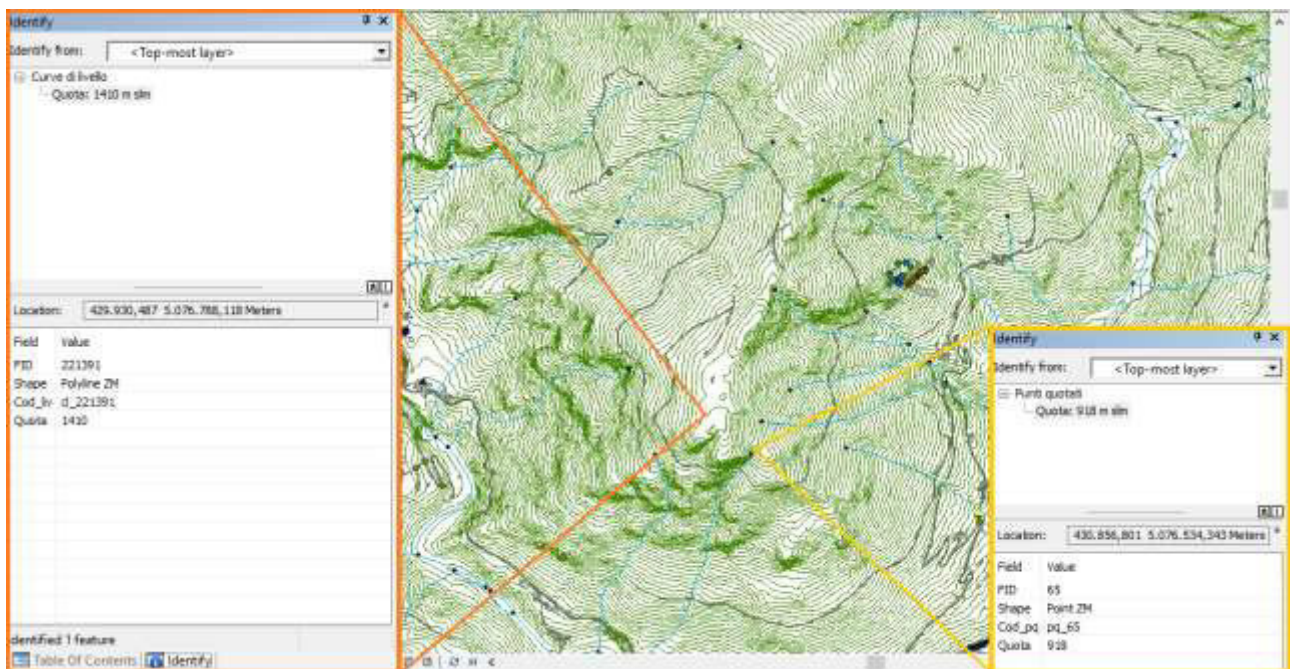 Identify
Identify from: <Top-most layer>
Curve di livello
Quota: 1410 m slm
Location: 429.930,487 5.076.788,118 Meters
Field Value
FID 221391
Shape Polyline ZM
Cod_liv cl_221391
Quota 1410
Identified 1 feature
Table Of Contents Identify
Identify
Identify from: <Top-most layer>
Punti quotati
Quota: 918 m slm
Location: 430.856,801 5.076.534,343 Meters
Field Value
FID 65
Shape Point ZM
Cod_pq pq_65
Quota 918